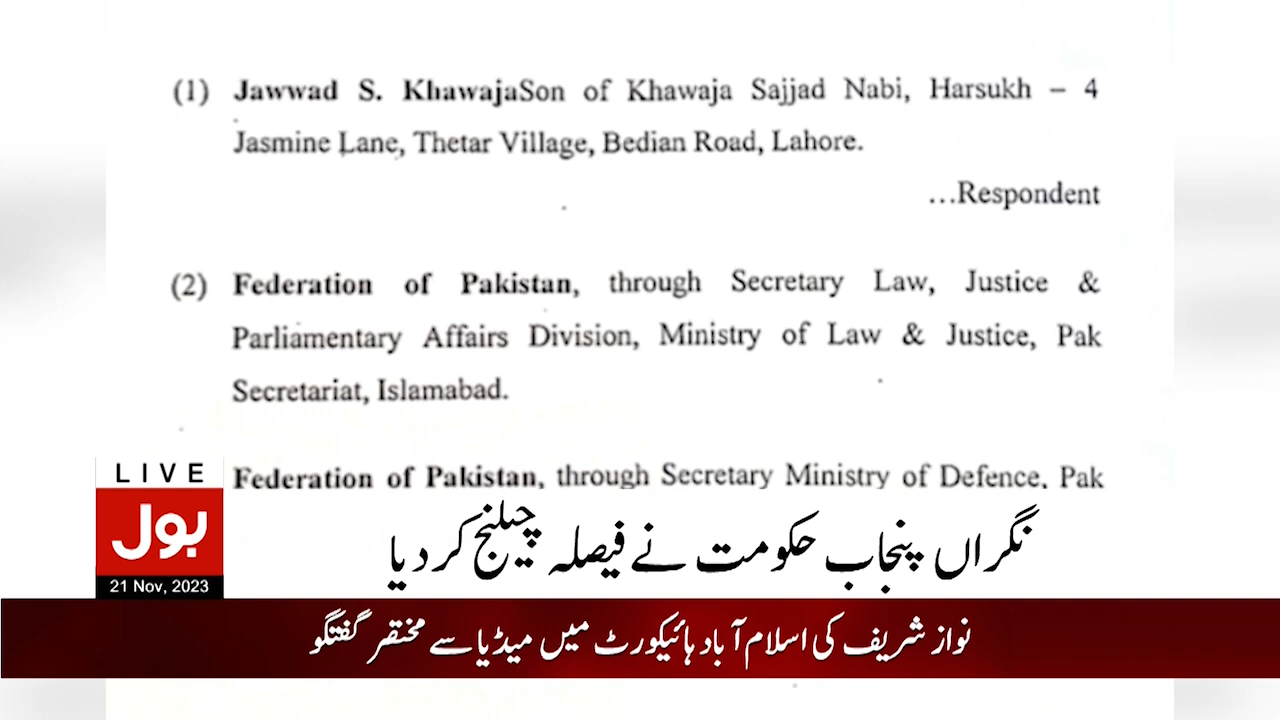 (1) Jawwad S. KhawajaSon of Khawaja Sajjad Nabi, Harsukh – 4
Jasmine Lane, Thetar Village, Bedian Road, Lahore.
...Respondent
(2) Federation of Pakistan, through Secretary Law, Justice &
Parliamentary Affairs Division, Ministry of Law & Justice, Pak
Secretariat, Islamabad.
Federation of Pakistan, through Secretary Ministry of Defence, Pak
LIVE
بول
21 Nov, 2023
نگراں پنجاب حکومت نے فیصلہ چیلنج کر دیا
نواز شریف کی اسلام آباد ہائیکورٹ میں میڈیا سے مختصر گفتگو